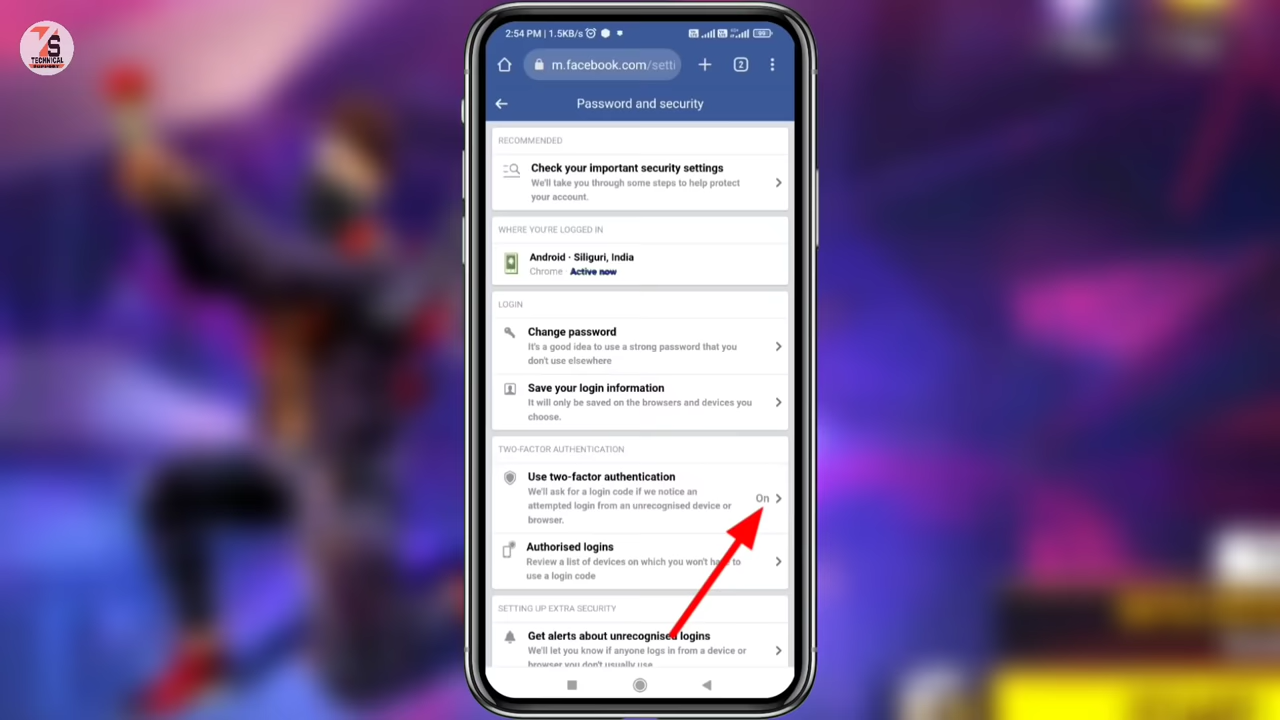 7S
TECHNICAL
SUPPORT
2:54 PM | 1.5KB/s
99
m.facebook.com/setti
2
Password and security
RECOMMENDED
Check your important security settings
We'll take you through some steps to help protect
your account.
WHERE YOU'RE LOGGED IN
Android · Siliguri, India
Chrome · Active now
LOGIN
Change password
It's a good idea to use a strong password that you
don't use elsewhere
Save your login information
It will only be saved on the browsers and devices you
choose.
TWO-FACTOR AUTHENTICATION
Use two-factor authentication
We'll ask for a login code if we notice an
attempted login from an unrecognised device or
browser.
On
Authorised logins
Review a list of devices on which you won't have to
use a login code
SETTING UP EXTRA SECURITY
Get alerts about unrecognised logins
We'll let you know if anyone logs in from a device or
browser you don't usually use